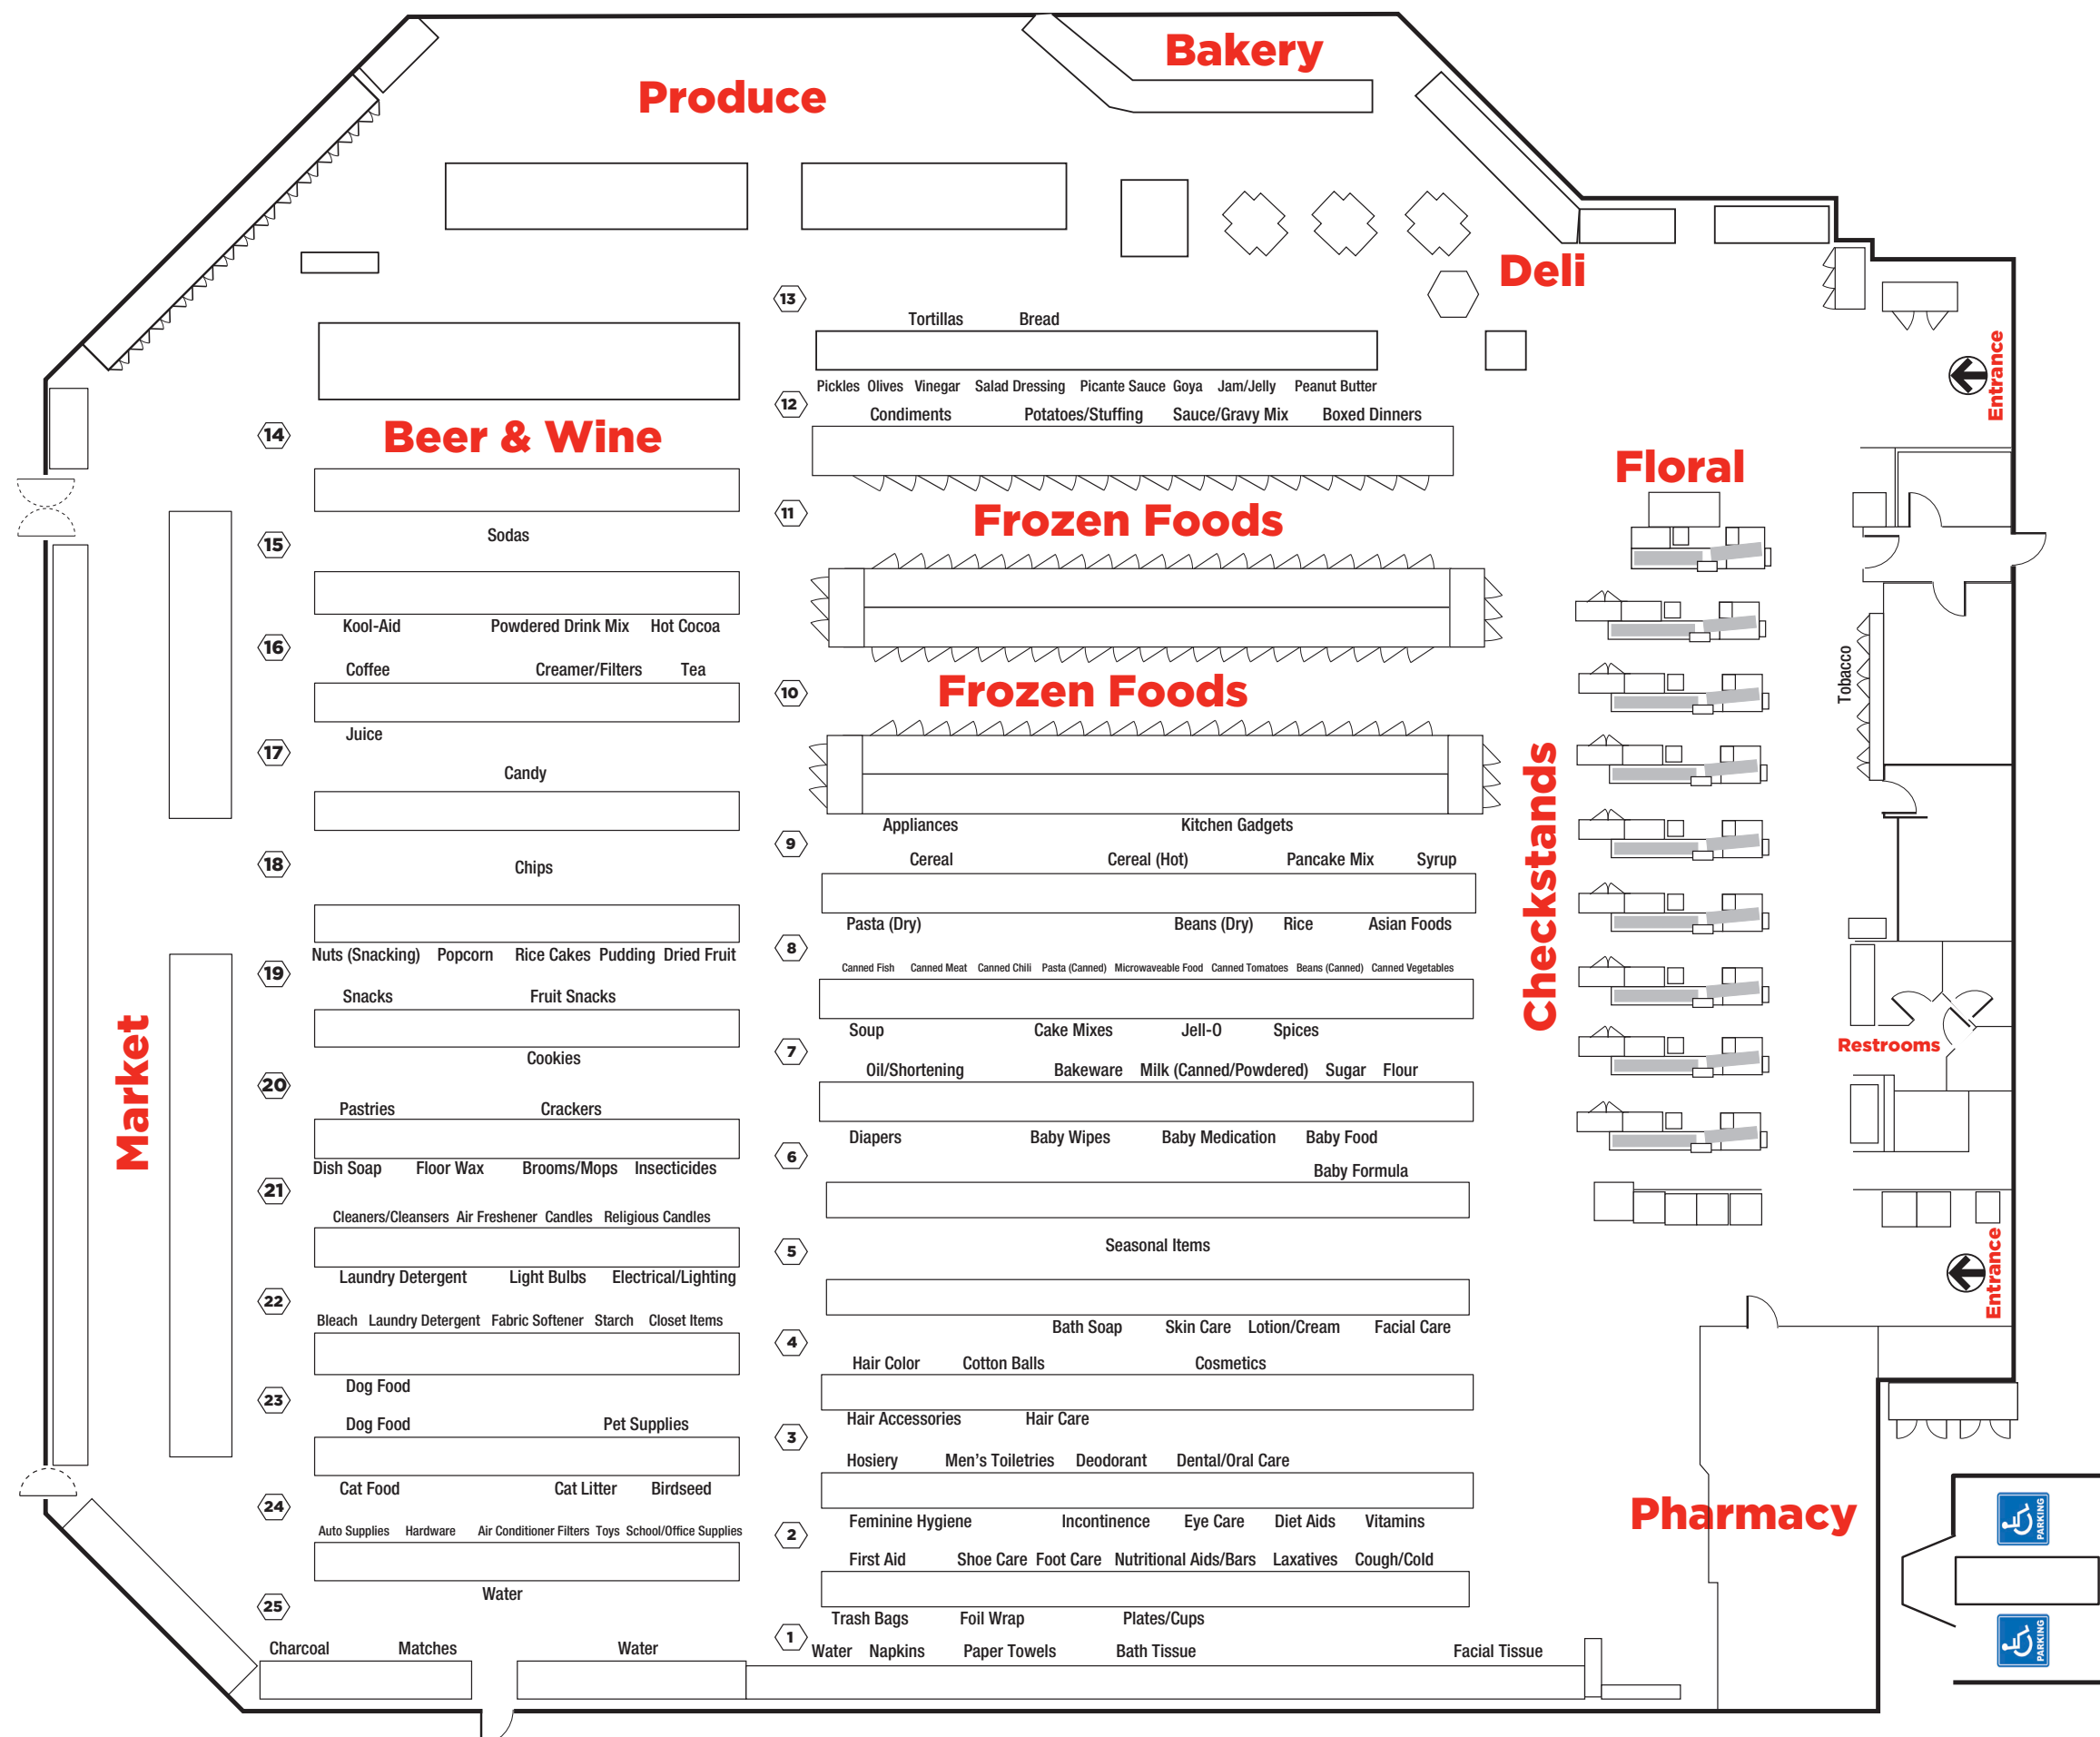 Bakery
Produce
Deli
13
Tortillas Bread
Pickles Olives Vinegar Salad Dressing Picante Sauce Goya Jam/Jelly Peanut Butter
12
Condiments Potatoes/Stuffing Sauce/Gravy Mix Boxed Dinners
Entrance
14
Beer & Wine
Floral
11
Frozen Foods
15
Sodas
Kool-Aid Powdered Drink Mix Hot Cocoa
16
Coffee Creamer/Filters Tea
10
Frozen Foods
Tobacco
Juice
17
Candy
Checkstands
Appliances Kitchen Gadgets
9
Cereal Cereal (Hot) Pancake Mix Syrup
18
Chips
Pasta (Dry) Beans (Dry) Rice Asian Foods
8
Nuts (Snacking) Popcorn Rice Cakes Pudding Dried Fruit
19
Canned Fish Canned Meat Canned Chili Pasta (Canned) Microwaveable Food Canned Tomatoes Beans (Canned) Canned Vegetables
Snacks Fruit Snacks
Soup Cake Mixes Jell-O Spices
7
Restrooms
Market
Cookies
Oil/Shortening Bakeware Milk (Canned/Powdered) Sugar Flour
20
Pastries Crackers
Diapers Baby Wipes Baby Medication Baby Food
6
Dish Soap Floor Wax Brooms/Mops Insecticides
Baby Formula
21
Cleaners/Cleansers Air Freshener Candles Religious Candles
5
Seasonal Items
Entrance
Laundry Detergent Light Bulbs Electrical/Lighting
22
Bleach Laundry Detergent Fabric Softener Starch Closet Items
Bath Soap Skin Care Lotion/Cream Facial Care
4
Hair Color Cotton Balls Cosmetics
Dog Food
23
Dog Food Pet Supplies
Hair Accessories Hair Care
3
Hosiery Men's Toiletries Deodorant Dental/Oral Care
Cat Food Cat Litter Birdseed
24
Auto Supplies Hardware Air Conditioner Filters Toys School/Office Supplies
Feminine Hygiene Incontinence Eye Care Diet Aids Vitamins
2
First Aid Shoe Care Foot Care Nutritional Aids/Bars Laxatives Cough/Cold
Pharmacy
PARKING
Water
25
Trash Bags Foil Wrap Plates/Cups
1
Charcoal Matches Water
Water Napkins Paper Towels Bath Tissue Facial Tissue
PARKING